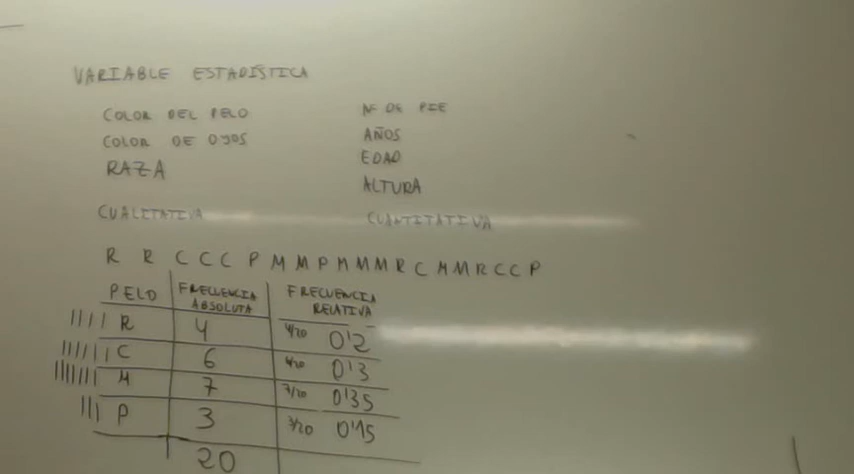 VARIABLE ESTADÍSTICA
COLOR DEL PELO
Nº DE PIE
COLOR DE OJOS
AÑOS
RAZA
EDAD
ALTURA
CUALITATIVA
CUANTITATIVA
R R C C C P M M P M M M R C M M R C C P
PELO FRECUENCIA ABSOLUTA FRECUENCIA RELATIVA
R 4 4/20 0'2
C 6 6/20 0'3
M 7 7/20 0'35
P 3 3/20 0'15
20